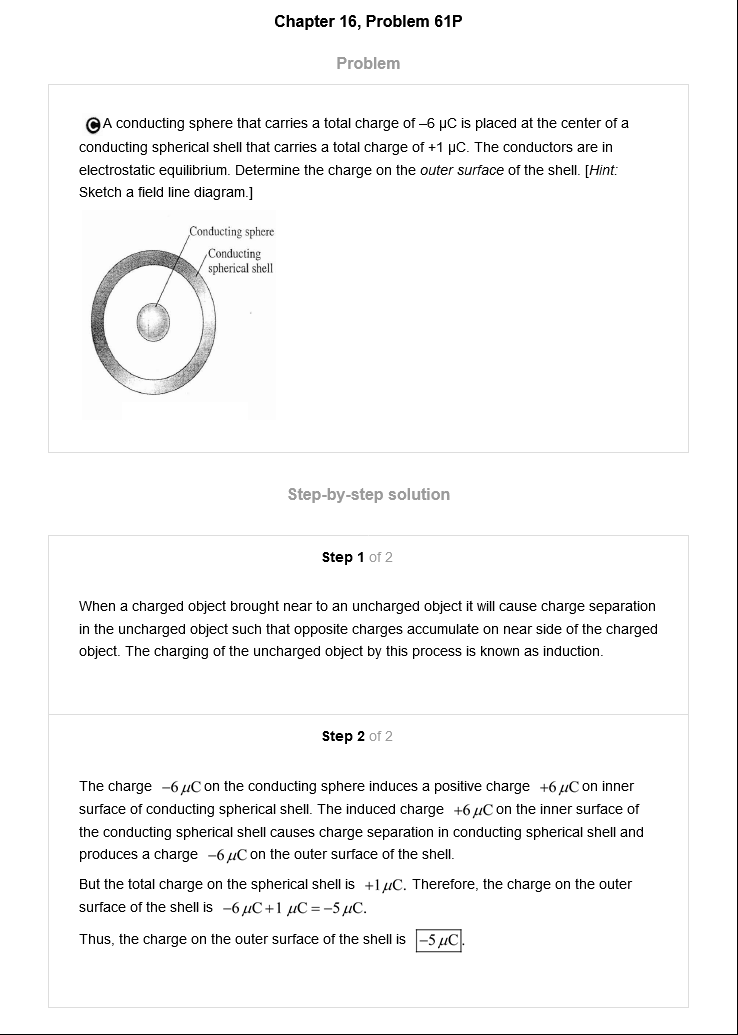 Chapter 16, Problem 61P
Problem
C A conducting sphere that carries a total charge of –6 µC is placed at the center of a
conducting spherical shell that carries a total charge of +1 µC. The conductors are in
electrostatic equilibrium. Determine the charge on the outer surface of the shell. [Hint:
Sketch a field line diagram.]
Conducting sphere
Conducting
spherical shell
Step-by-step solution
Step 1 of 2
When a charged object brought near to an uncharged object it will cause charge separation
in the uncharged object such that opposite charges accumulate on near side of the charged
object. The charging of the uncharged object by this process is known as induction.
Step 2 of 2
The charge −6 µC on the conducting sphere induces a positive charge +6 µC on inner
surface of conducting spherical shell. The induced charge +6 µC on the inner surface of
the conducting spherical shell causes charge separation in conducting spherical shell and
produces a charge −6 µC on the outer surface of the shell.
But the total charge on the spherical shell is +1 µC. Therefore, the charge on the outer
surface of the shell is −6 µC+1 µC = −5 µC.
Thus, the charge on the outer surface of the shell is −5 µC.